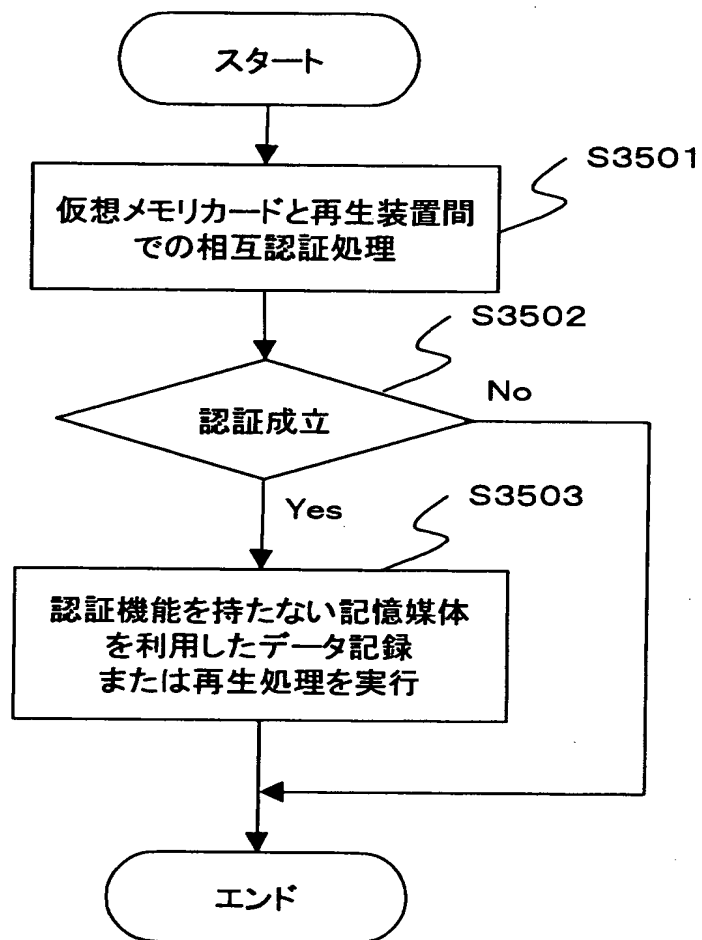 スタート
S3501
仮想メモリカードと再生装置間
での相互認証処理
S3502
認証成立
No
Yes
S3503
認証機能を持たない記憶媒体
を利用したデータ記録
または再生処理を実行
エンド